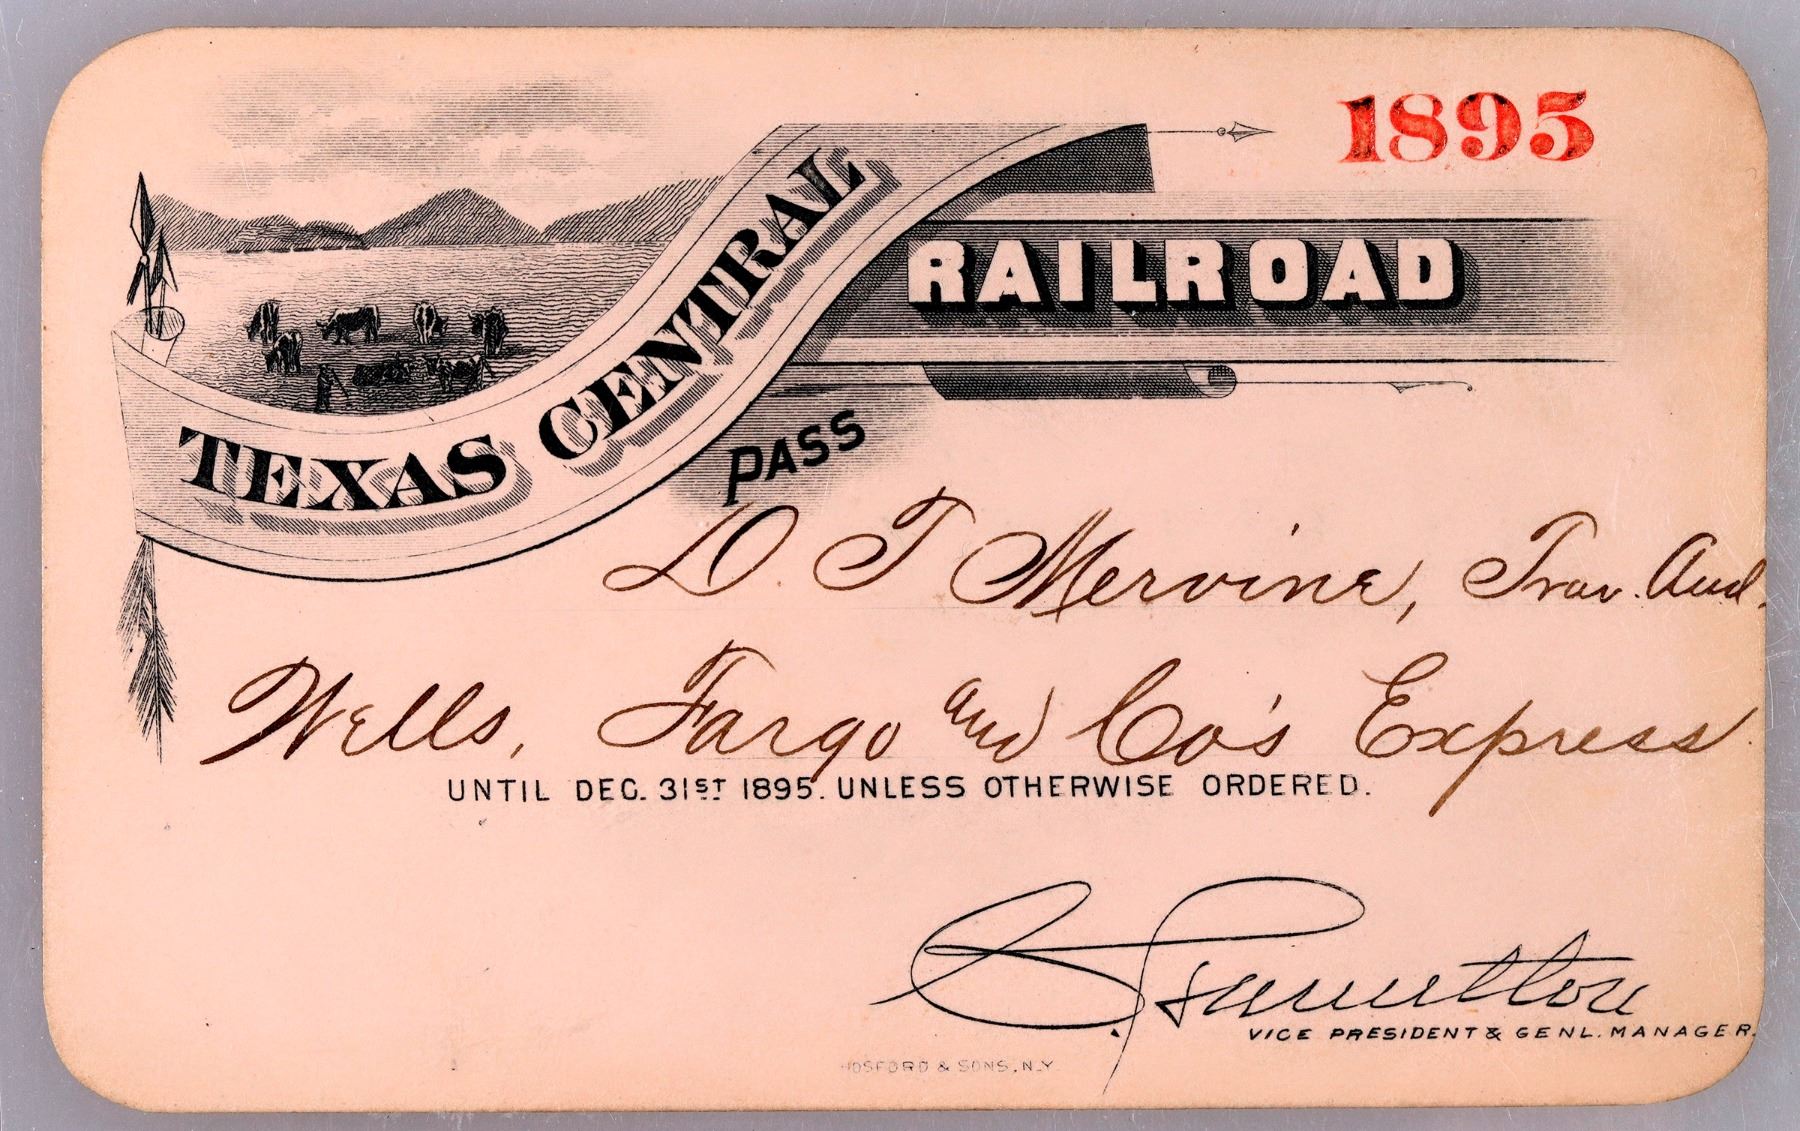 1895
TEXAS CENTRAL RAILROAD
PASS
D. T Mervine, Trav. Aud.
Wells, Fargo and Co's Express
UNTIL DEC. 31ST 1895. UNLESS OTHERWISE ORDERED.
VICE PRESIDENT & GENL. MANAGER.
HOSFORD & SONS, N.Y.